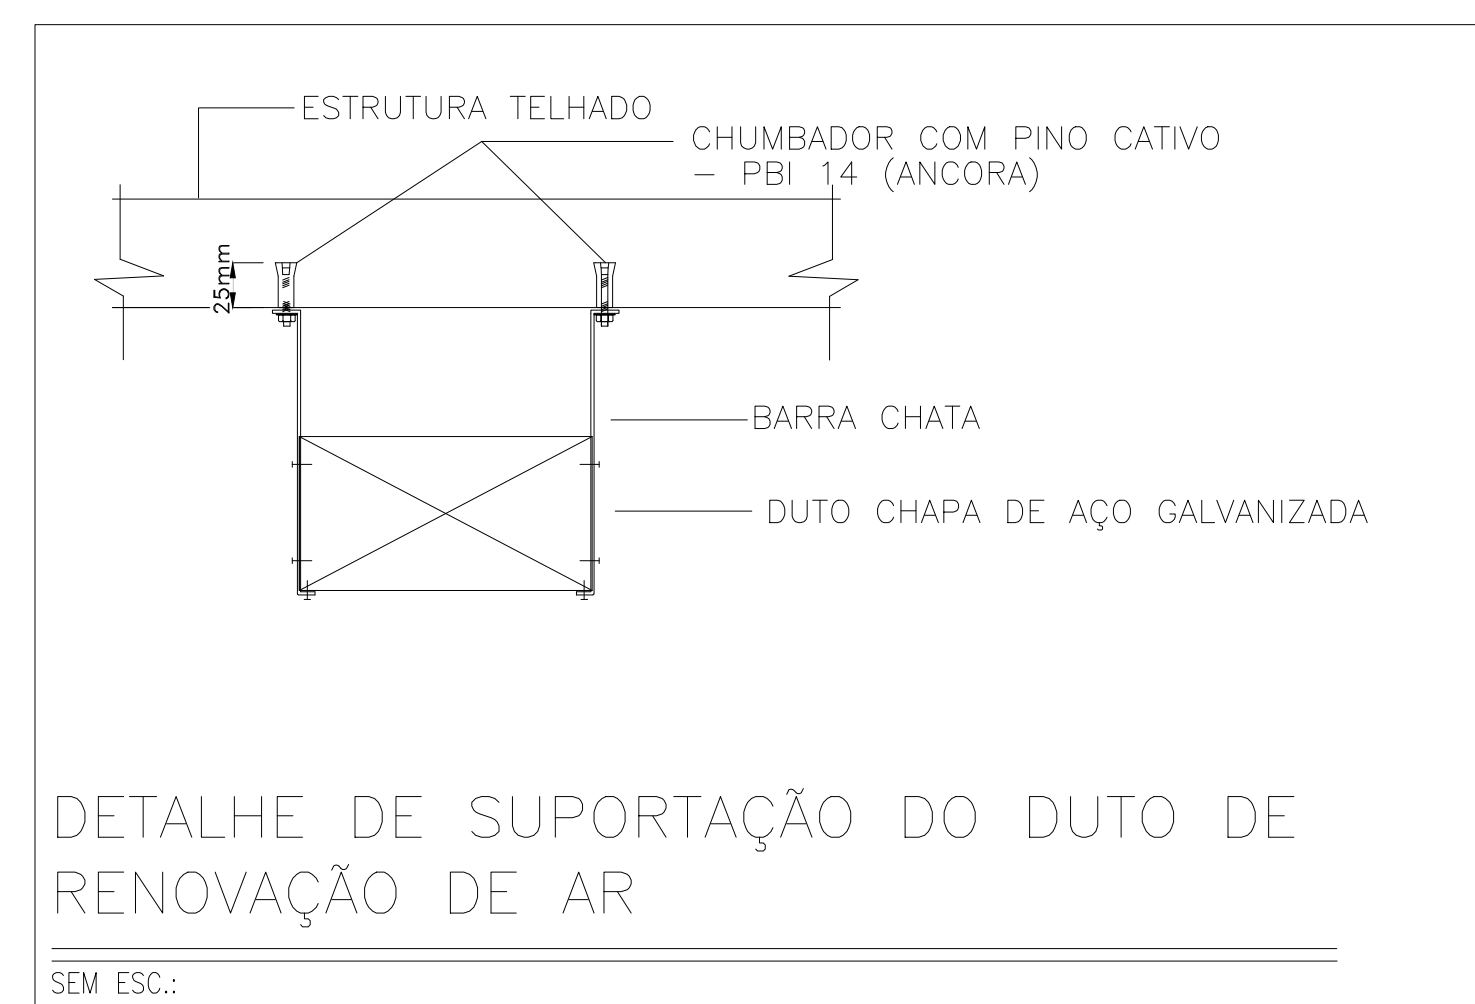 ESTRUTURA TELHADO
CHUMBADOR COM PINO CATIVO
- PBI 14 (ANCORA)
25mm
BARRA CHATA
DUTO CHAPA DE AÇO GALVANIZADA
DETALHE DE SUPORTAÇÃO DO DUTO DE
RENOVAÇÃO DE AR
SEM ESC.: